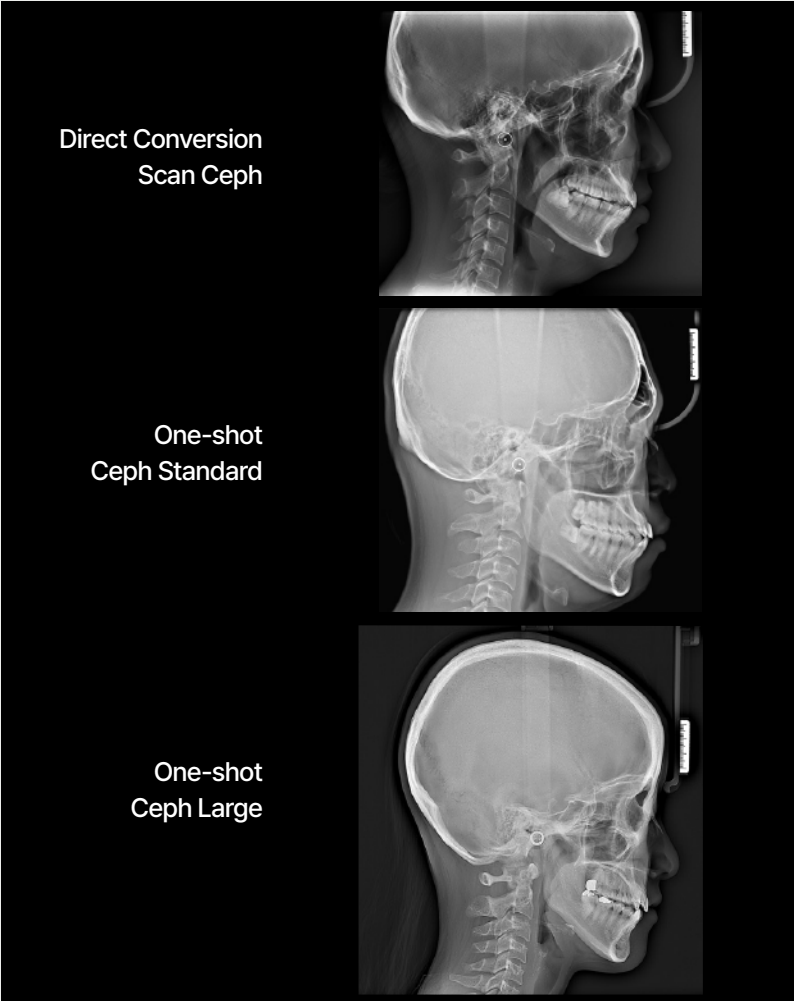 Direct Conversion
Scan Ceph
One-shot
Ceph Standard
One-shot
Ceph Large